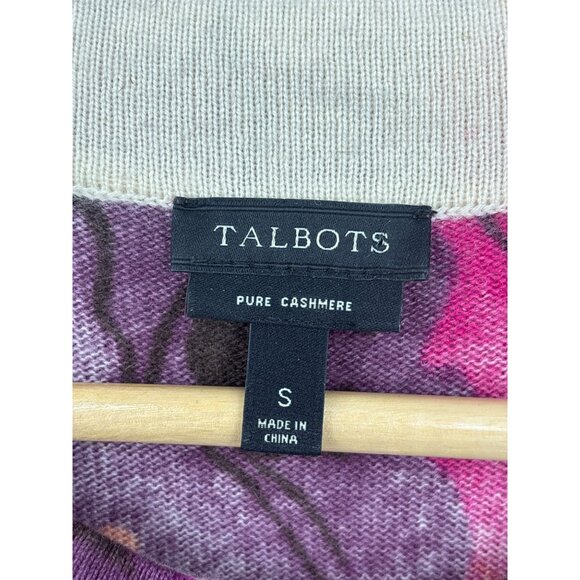 TALBOTS
PURE CASHMERE
S
MADE IN
CHINA